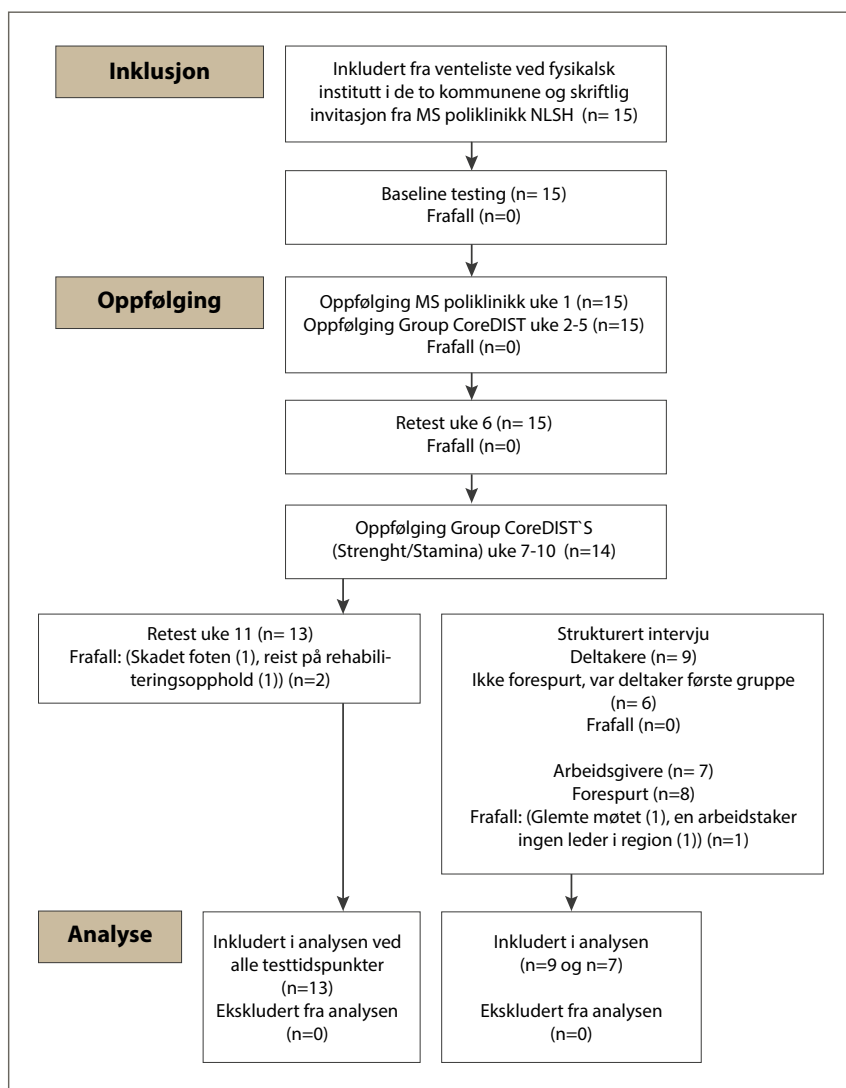 Inklusjon
Inkludert fra venteliste ved fysikalsk
institutt i de to kommunene og skriftlig
invitasjon fra MS poliklinikk NLSH (n= 15)
Baseline testing (n= 15)
Frafall (n=0)
Oppfølging
Oppfølging MS poliklinikk uke 1 (n=15)
Oppfølging Group CoreDIST uke 2-5 (n=15)
Frafall (n=0)
Retest uke 6 (n= 15)
Frafall (n=0)
Oppfølging Group CoreDIST`S
(Strenght/Stamina) uke 7-10 (n=14)
Retest uke 11 (n= 13)
Frafall: (Skadet foten (1), reist på rehabili-
teringsopphold (1)) (n=2)
Strukturert intervju
Deltakere (n= 9)
Ikke forespurt, var deltaker første gruppe
(n= 6)
Frafall (n=0)
Arbeidsgivere (n= 7)
Forespurt (n=8)
Frafall: (Glemte møtet (1), en arbeidstaker
ingen leder i region (1)) (n=1)
Analyse
Inkludert i analysen ved
alle testtidspunkter
(n=13)
Ekskludert fra analysen
(n=0)
Inkludert i analysen
(n=9 og n=7)
Ekskludert fra analysen
(n=0)